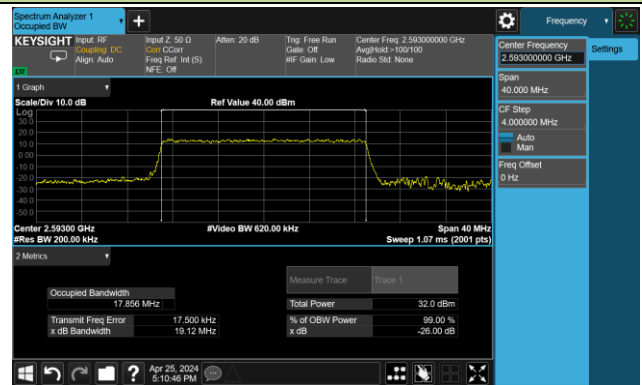 Spectrum Analyzer 1
Occupied BW
+
Frequency
KEYSIGHT
Input: RF
Coupling: DC
Align: Auto
Input Z: 50 Ω
Corr CCorr
Freq Ref: Int (S)
NFE: Off
Atten: 20 dB
Trig: Free Run
Gate: Off
#IF Gain: Low
Center Freq: 2.593000000 GHz
Avg|Hold:>100/100
Radio Std: None
LW
Center Frequency
2.593000000 GHz
Settings
Span
40.000 MHz
CF Step
4.000000 MHz
Auto
Man
Freq Offset
0 Hz
1 Graph
Scale/Div 10.0 dB
Ref Value 40.00 dBm
Log
30.0
20.0
10.0
0.00
-10.0
-20.0
-30.0
-40.0
-50.0
Center 2.59300 GHz
#Video BW 620.00 kHz
Span 40 MHz
#Res BW 200.00 kHz
Sweep 1.07 ms (2001 pts)
2 Metrics
Measure Trace
Trace 1
Occupied Bandwidth
17.856 MHz
Total Power
32.0 dBm
Transmit Freq Error
17.500 kHz
% of OBW Power
99.00 %
x dB Bandwidth
19.12 MHz
x dB
-26.00 dB
?
Apr 25, 2024
5:10:46 PM